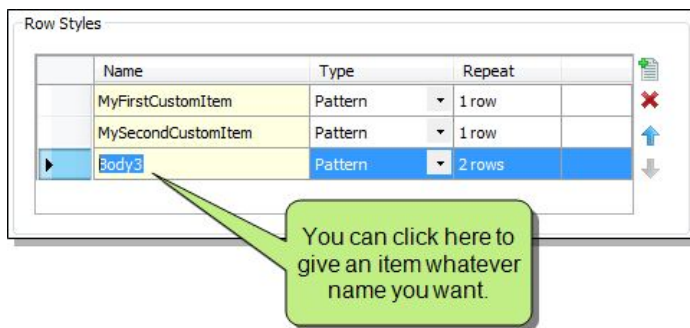 Row Styles
Name Type Repeat
MyFirstCustomItem Pattern 1 row
MySecondCustomItem Pattern 1 row
Body3 Pattern 2 rows
You can click here to
give an item whatever
name you want.